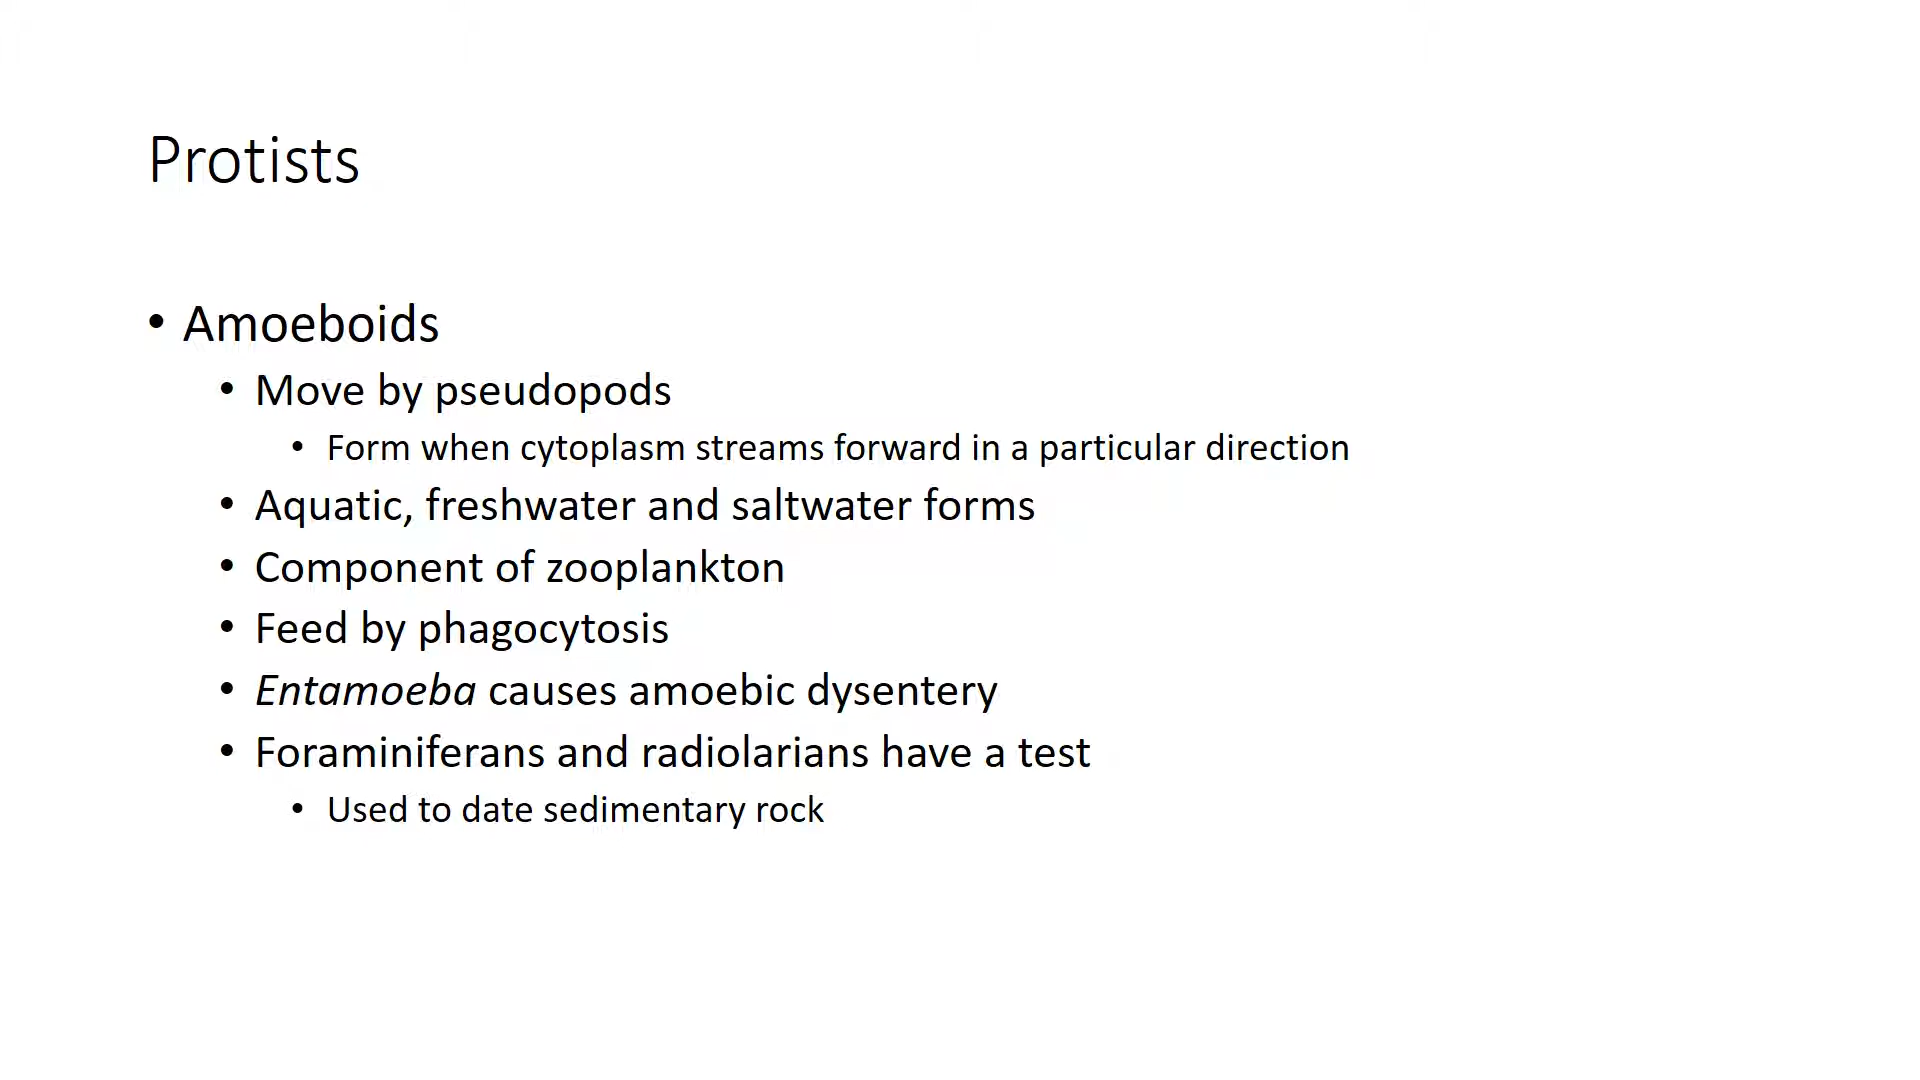 Protists
• Amoeboids
• Move by pseudopods
• Form when cytoplasm streams forward in a particular direction
• Aquatic, freshwater and saltwater forms
• Component of zooplankton
• Feed by phagocytosis
• Entamoeba causes amoebic dysentery
• Foraminiferans and radiolarians have a test
• Used to date sedimentary rock